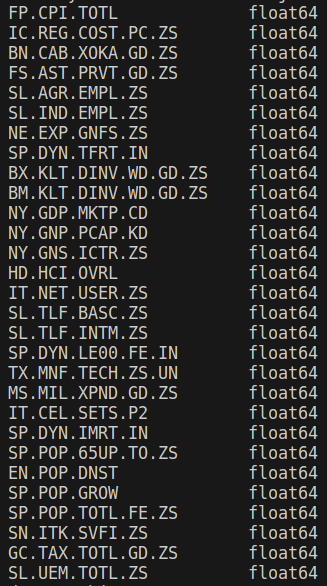 FP.CPI.TOTL float64
IC.REG.COST.PC.ZS float64
BN.CAB.XOKA.GD.ZS float64
FS.AST.PRVT.GD.ZS float64
SL.AGR.EMPL.ZS float64
SL.IND.EMPL.ZS float64
NE.EXP.GNFS.ZS float64
SP.DYN.TFRT.IN float64
BX.KLT.DINV.WD.GD.ZS float64
BM.KLT.DINV.WD.GD.ZS float64
NY.GDP.MKTP.CD float64
NY.GNP.PCAP.KD float64
NY.GNS.ICTR.ZS float64
HD.HCI.OVRL float64
IT.NET.USER.ZS float64
SL.TLF.BASC.ZS float64
SL.TLF.INTM.ZS float64
SP.DYN.LE00.FE.IN float64
TX.MNF.TECH.ZS.UN float64
MS.MIL.XPND.GD.ZS float64
IT.CEL.SETS.P2 float64
SP.DYN.IMRT.IN float64
SP.POP.65UP.TO.ZS float64
EN.POP.DNST float64
SP.POP.GROW float64
SP.POP.TOTL.FE.ZS float64
SN.ITK.SVFI.ZS float64
GC.TAX.TOTL.GD.ZS float64
SL.UEM.TOTL.ZS float64